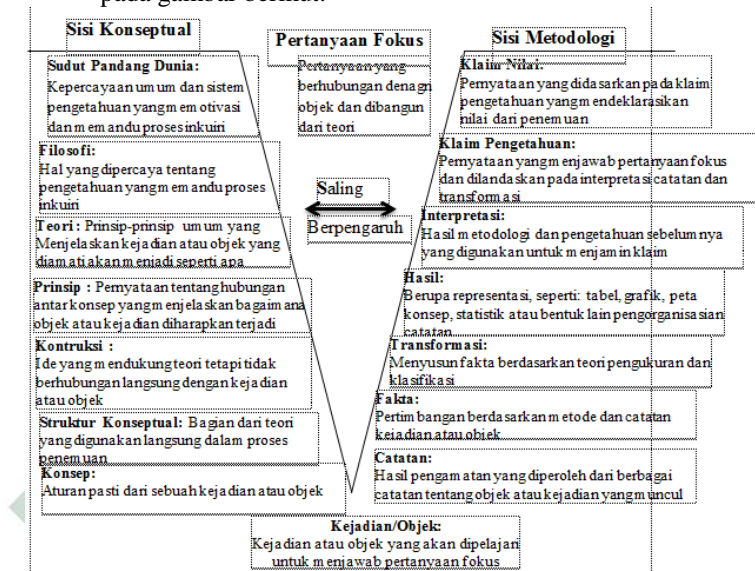 pada gambar berikut.
Sisi Konseptual
Sudut Pandang Dunia:
Kepercayaan umum dan sistem
pengetahuan yang memotivasi
dan memandu proses inkuiri
Filosofi:
Hal yang dipercaya tentang
pengetahuan yang memandu proses
inkuiri
Teori : Prinsip-prinsip umum yang
Menjelaskan kejadian atau objek yang
diamati akan menjadi seperti apa
Prinsip : Pernyataan tentang hubungan
antar konsep yang menjelaskan bagaimana
objek atau kejadian diharapkan terjadi
Kontruksi :
Ide yang mendukung teori tetapi tidak
berhubungan langsung dengan kejadian
atau objek
Struktur Konseptual: Bagian dari teori
yang digunakan langsung dalam proses
penemuan
Konsep:
Aturan pasti dari sebuah kejadian atau objek
Pertanyaan Fokus
Pertanyaan yang
berhubungan denagn
objek dan dibangun
dari teori
Saling
Berpengaruh
Sisi Metodologi
Klaim Nilai:
Pernyataan yang didasarkan pada klaim
pengetahuan yang mendeklarasikan
nilai dari penemuan
Klaim Pengetahuan:
Pernyataan yang menjawab pertanyaan fokus
dan dilandaskan pada interpretasi catatan dan
transformasi
Interpretasi:
Hasil metodologi dan pengetahuan sebelumnya
yang digunakan untuk menjamin klaim
Hasil:
Berupa representasi, seperti: tabel, grafik, peta
konsep, statistik atau bentuk lain pengorganisasian
catatan
Transformasi:
Menyusun fakta berdasarkan teori pengukuran dan
klasifikasi
Fakta:
Pertimbangan berdasarkan metode dan catatan
kejadian atau objek
Catatan:
Hasil pengamatan yang diperoleh dari berbagai
catatan tentang objek atau kejadian yang muncul
Kejadian/Objek:
Kejadian atau objek yang akan dipelajari
untuk menjawab pertanyaan fokus